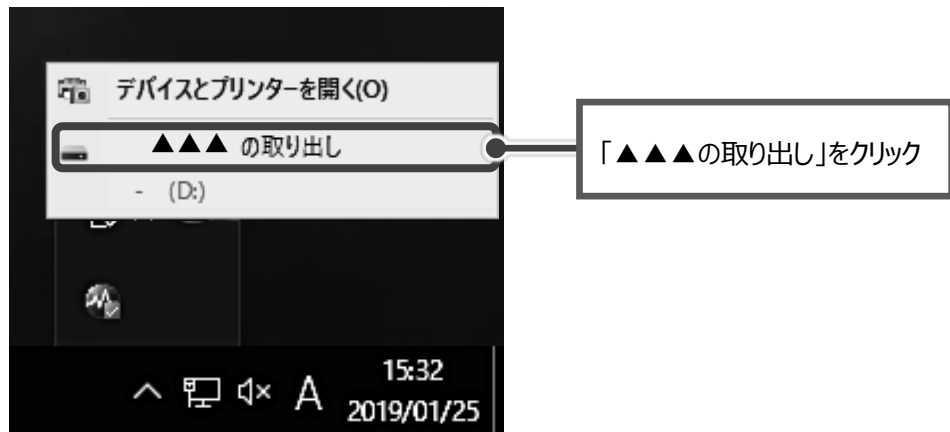 デバイスとプリンターを開く(O)
▲▲▲ の取り出し
- (D:)
「▲▲▲の取り出し」をクリック
A
15:32
2019/01/25